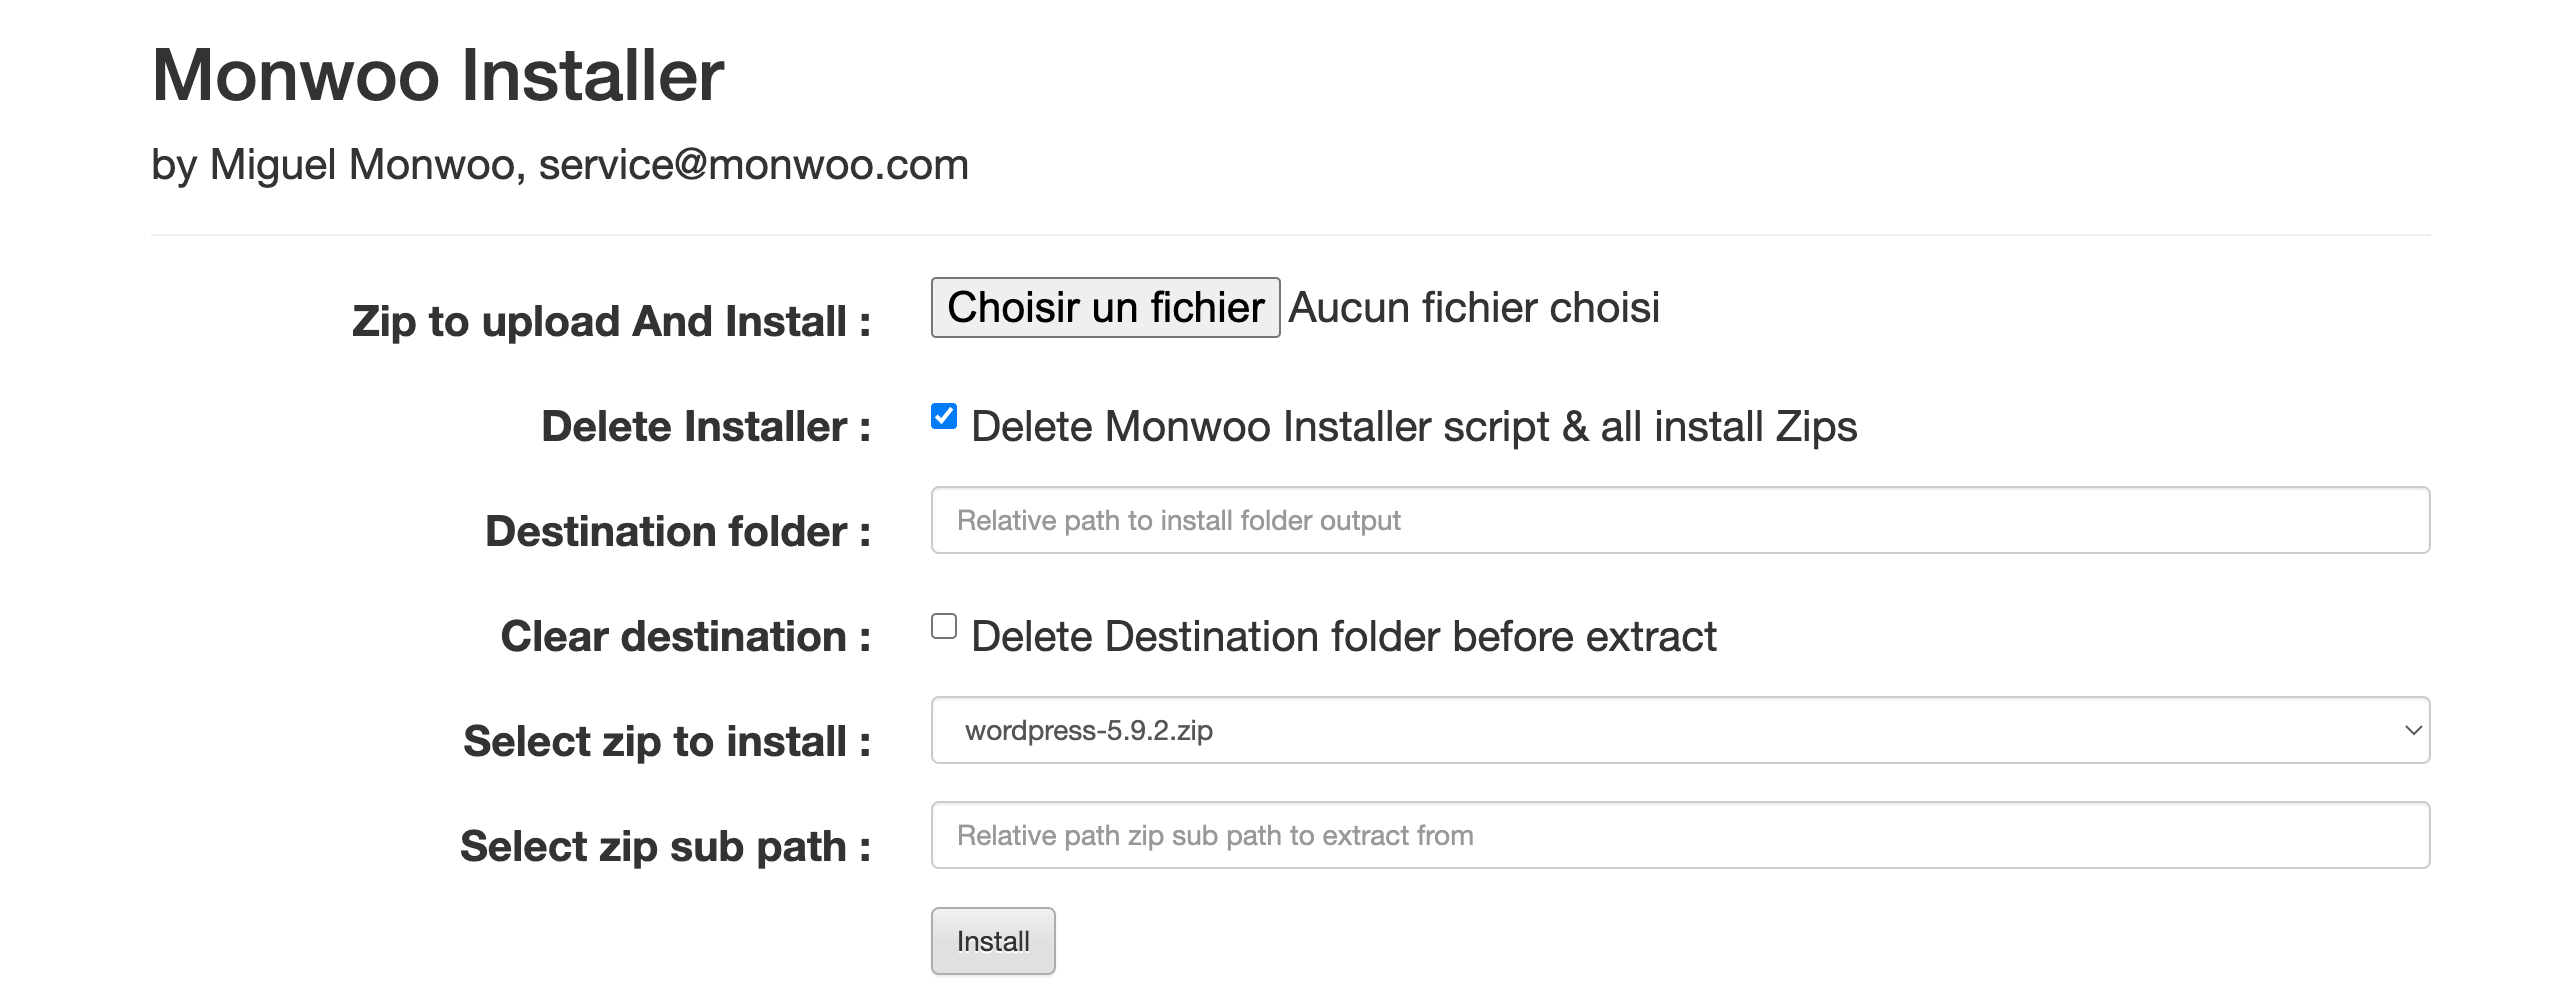 Monwoo Installer
by Miguel Monwoo, service@monwoo.com
Zip to upload And Install : Choisir un fichier Aucun fichier choisi
Delete Installer : Delete Monwoo Installer script & all install Zips
Destination folder : Relative path to install folder output
Clear destination : Delete Destination folder before extract
Select zip to install : wordpress-5.9.2.zip
Select zip sub path : Relative path zip sub path to extract from
Install